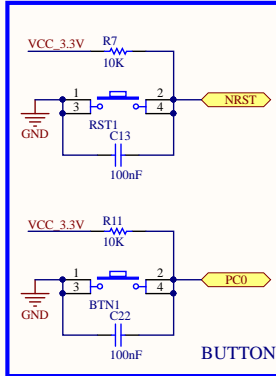 R7
VCC_3.3V
10K
1 2
3 4
NRST
GND
RST1
C13
100nF
R11
VCC_3.3V
10K
1 2
3 4
PC0
GND
BTN1
C22
100nF
BUTTON